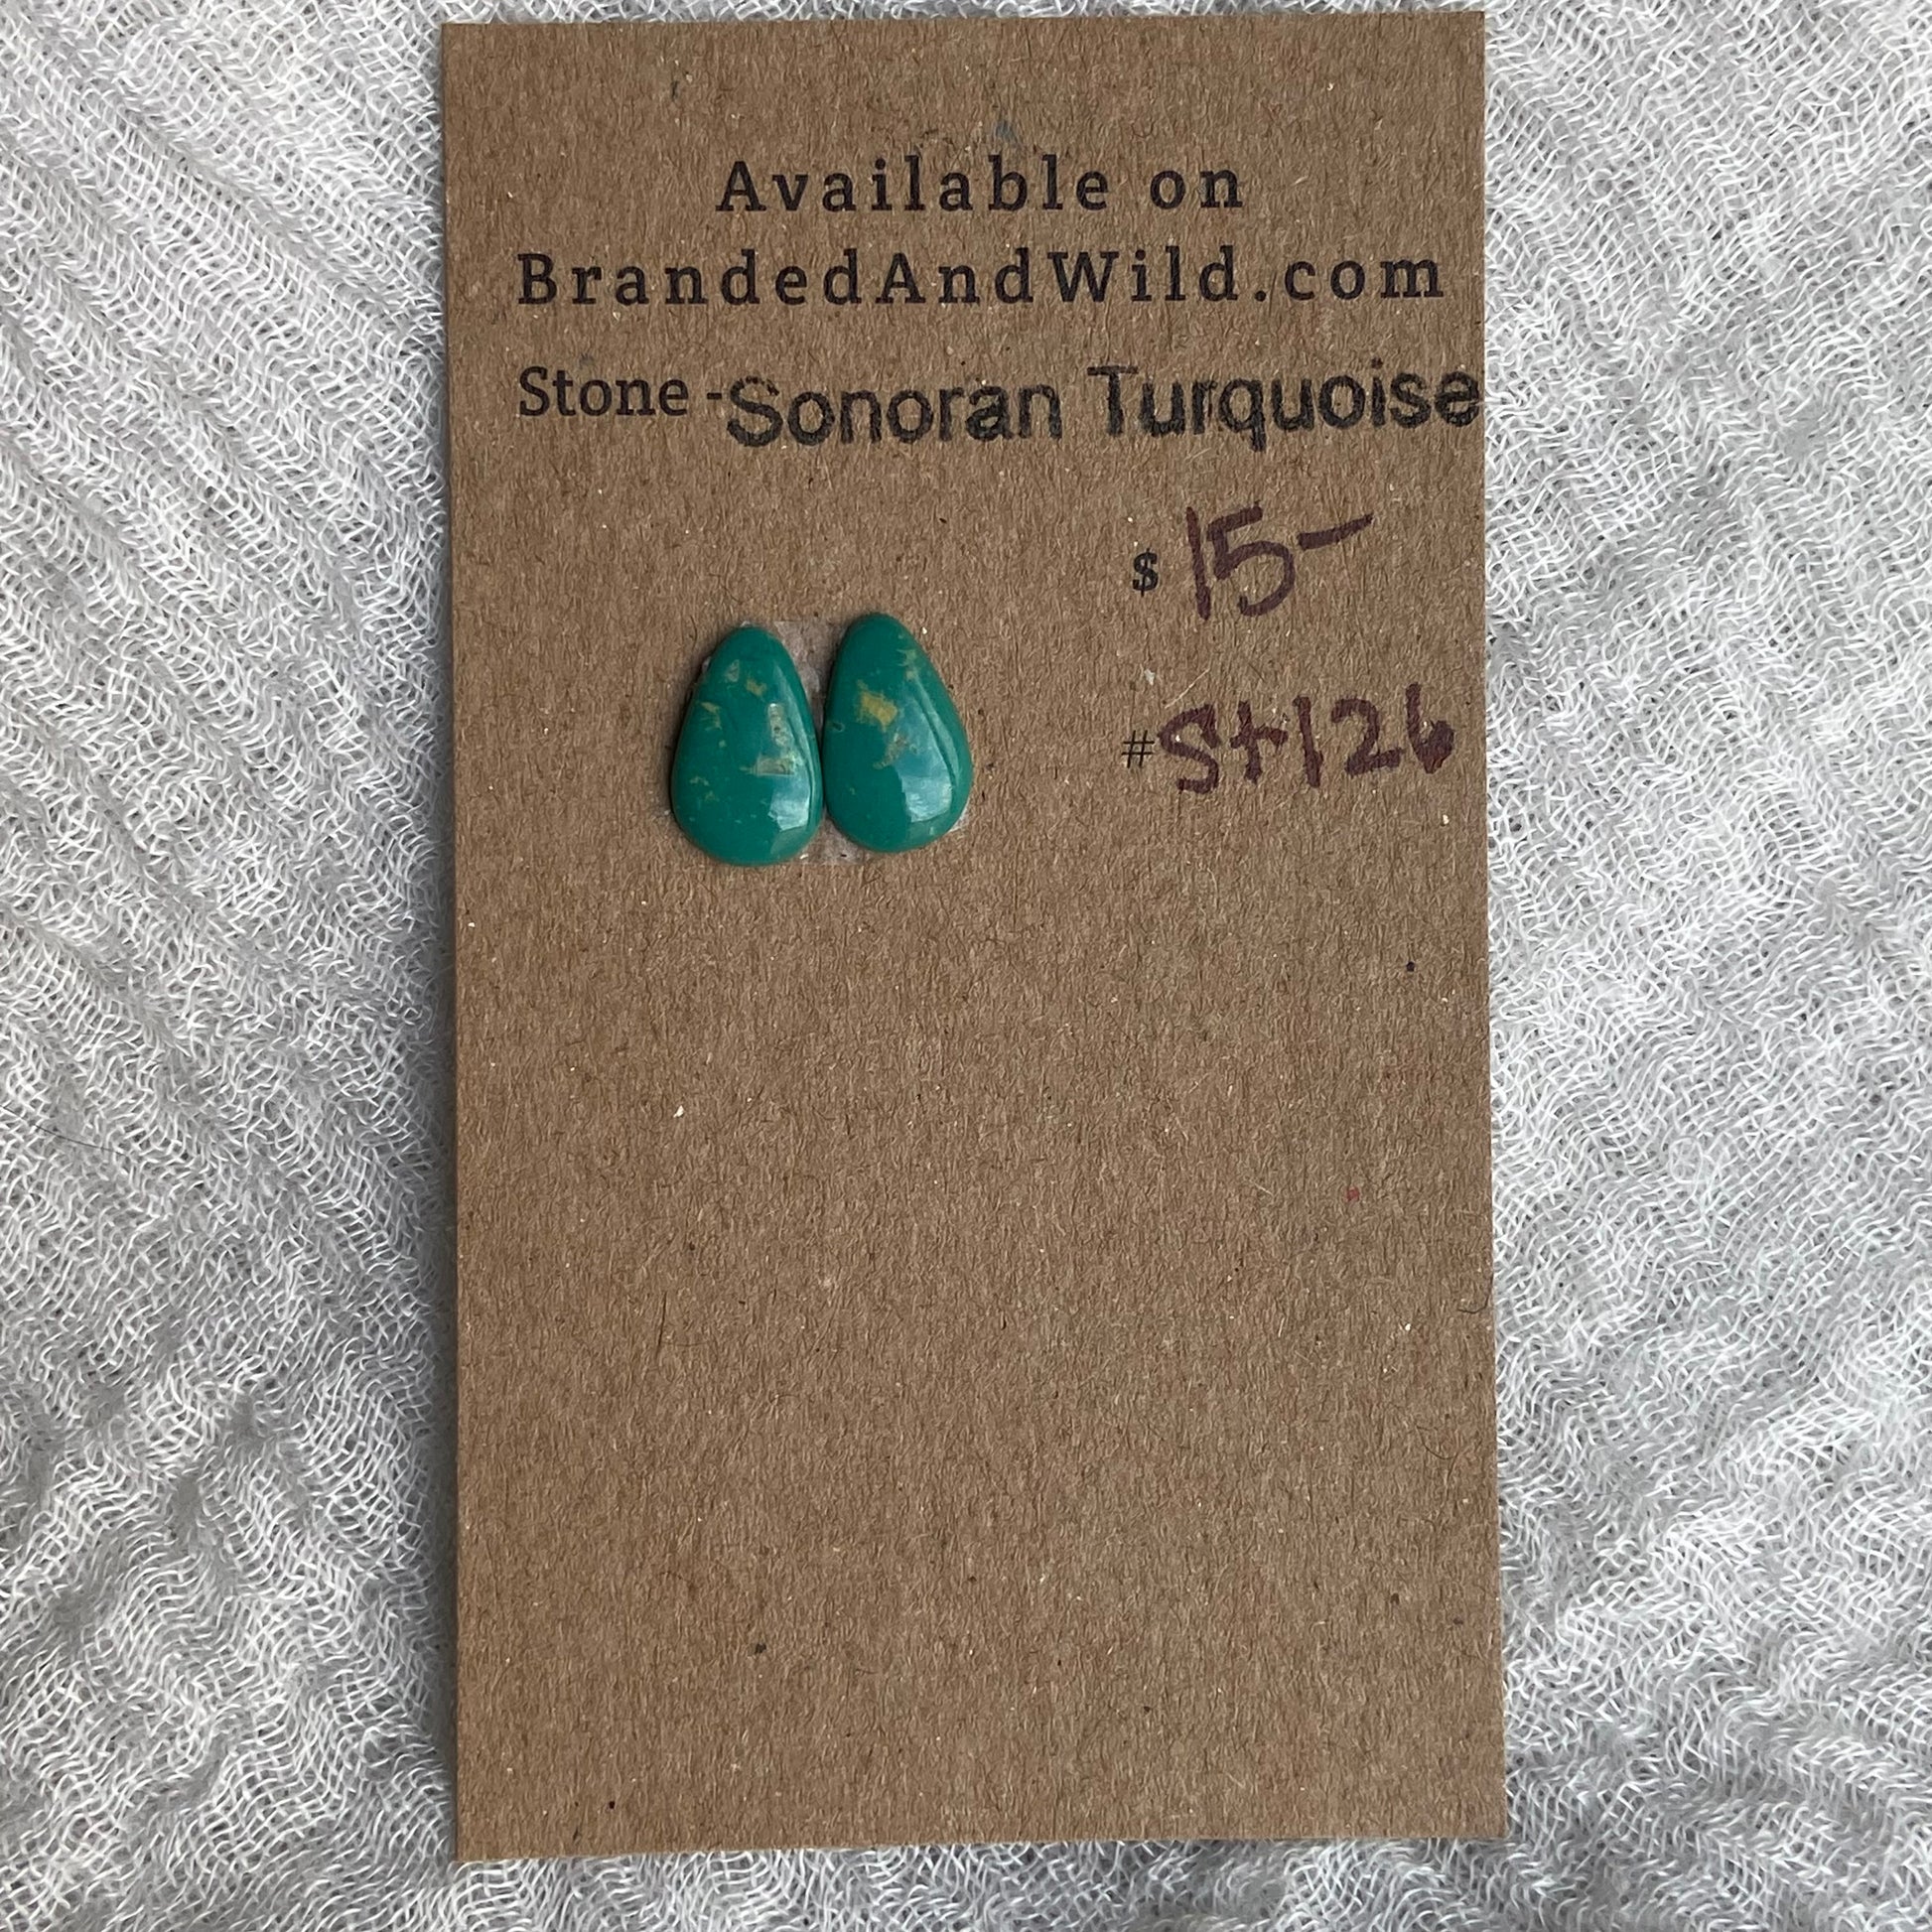 Available on
BrandedAndWild.com
Stone - Sonoran Turquoise
$ 15-
# St126